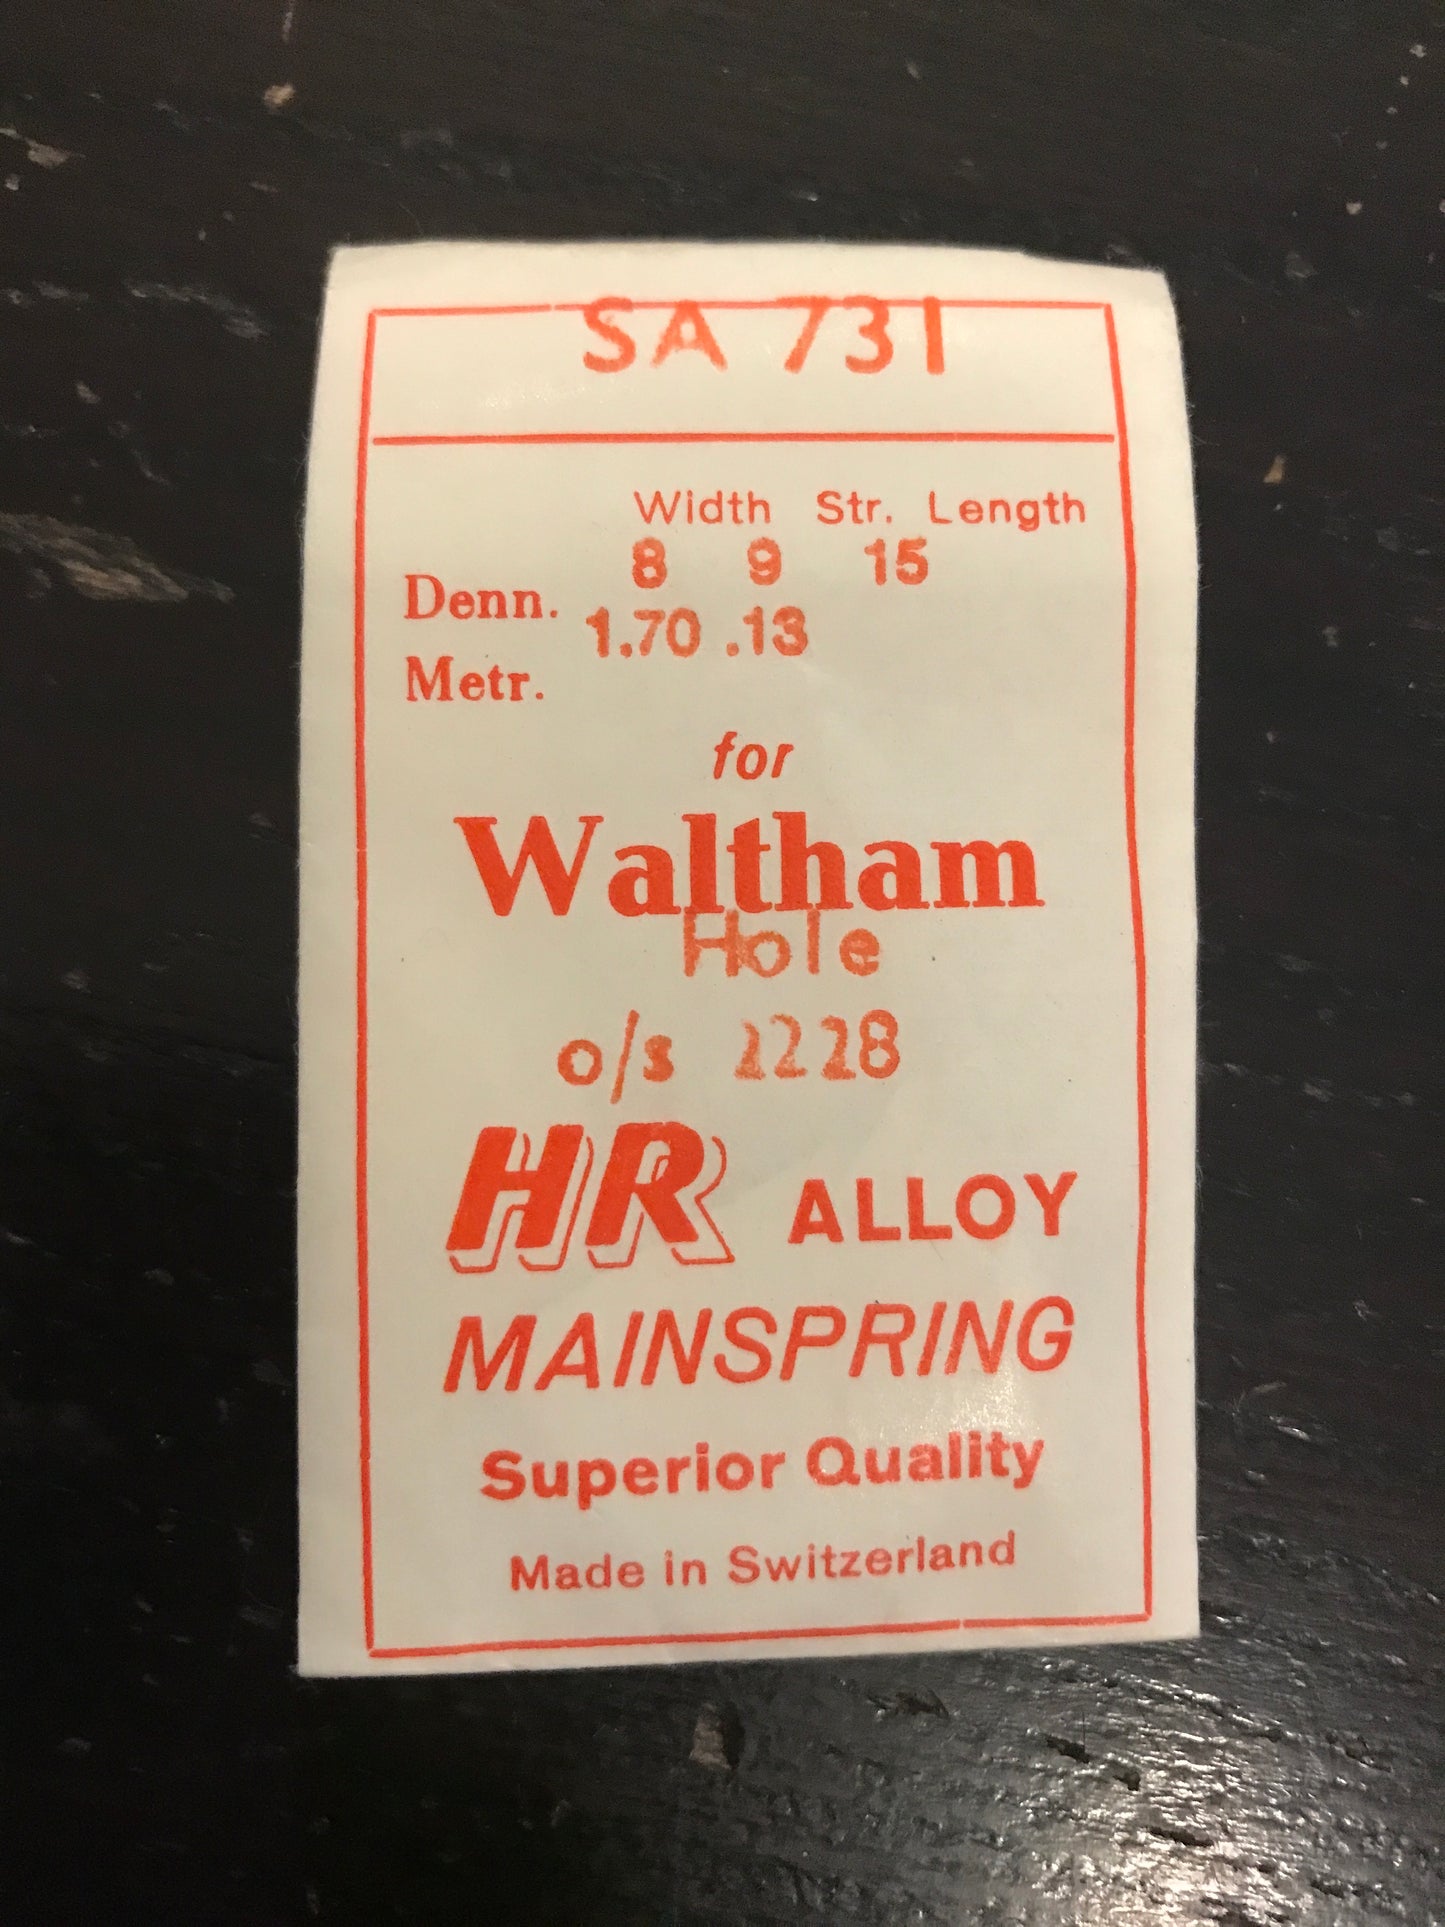 SA 731
Width Str. Length
Denn. 8 9 15
Metr. 1.70 .13
for
Waltham
Hole
o/s 2228
HR ALLOY
MAINSPRING
Superior Quality
Made in Switzerland